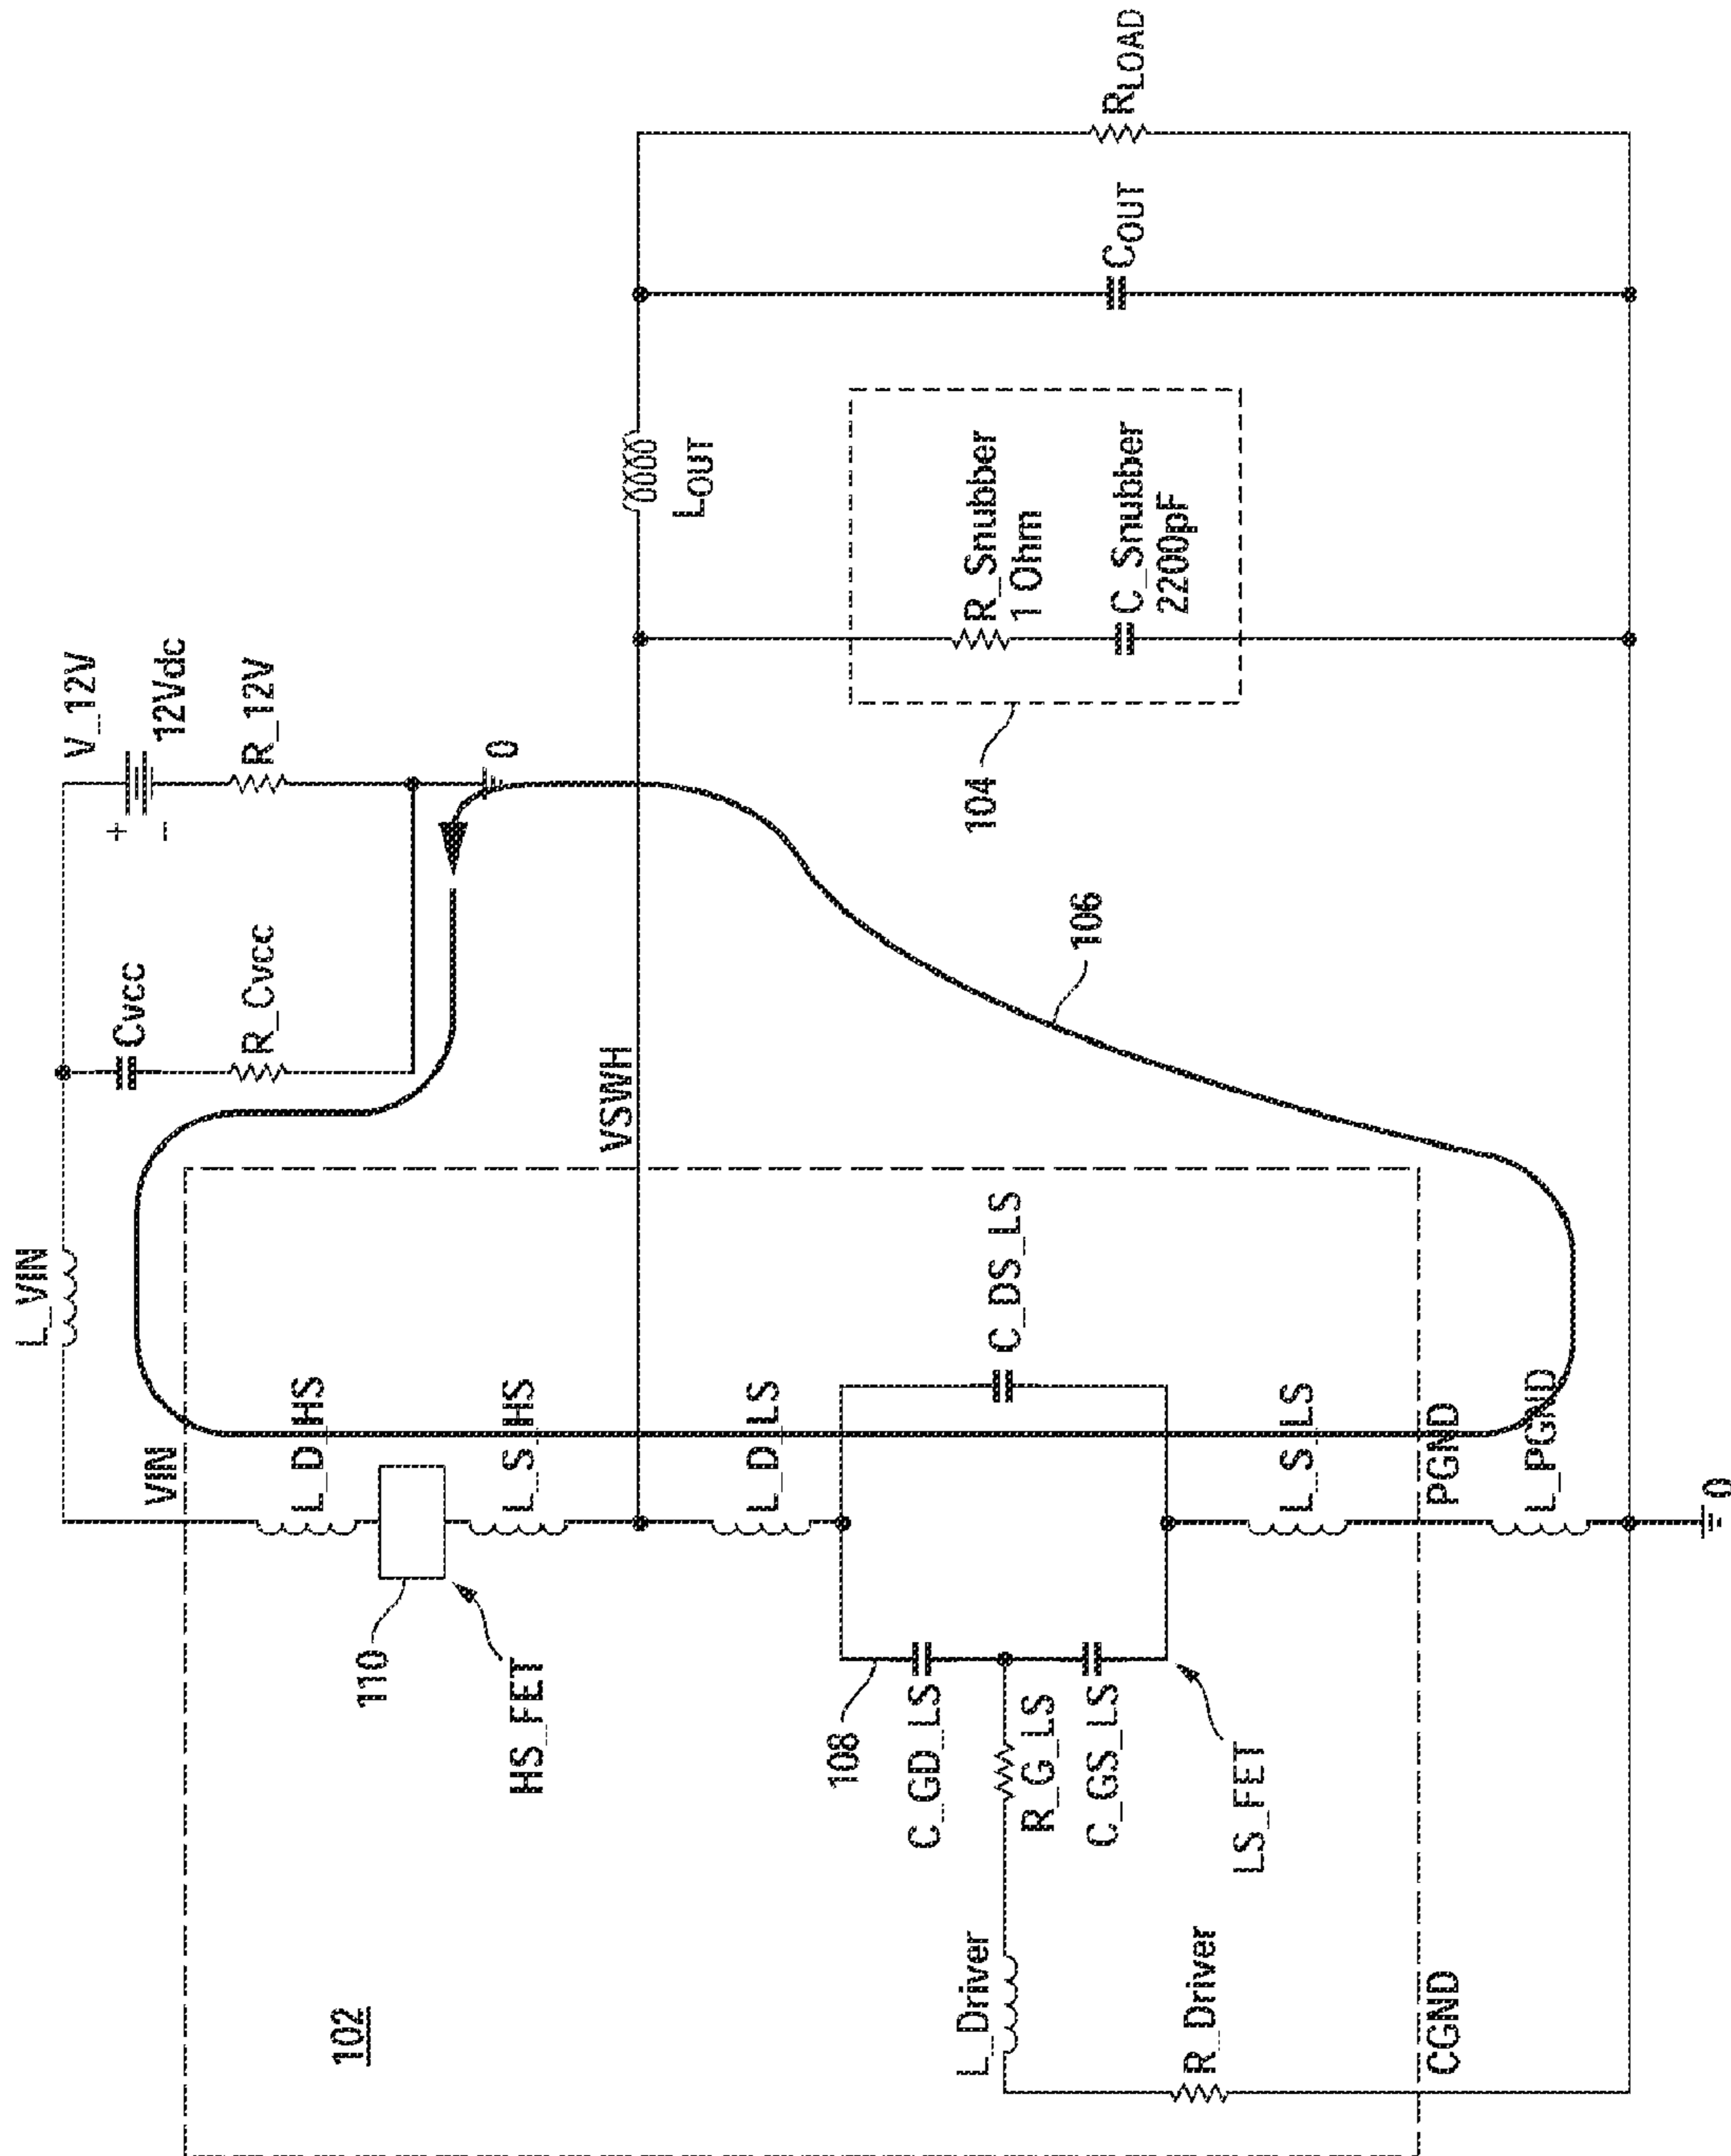 L_VIN
V_12V
+
-
12Vdc
Cvcc
R_Cvcc
R_12V
0
VIN
102
L_D_HS
110
HS_FET
L_S_HS
VSWH
LOUT
L_D_LS
108
C_GD_LS
C_DS_LS
L_Driver
R_G_LS
C_GS_LS
LS_FET
R_Driver
L_S_LS
106
104
R_Snubber
1 Ohm
C_Snubber
2200pF
COUT
RLOAD
CGND
PGND
L_PGND
0